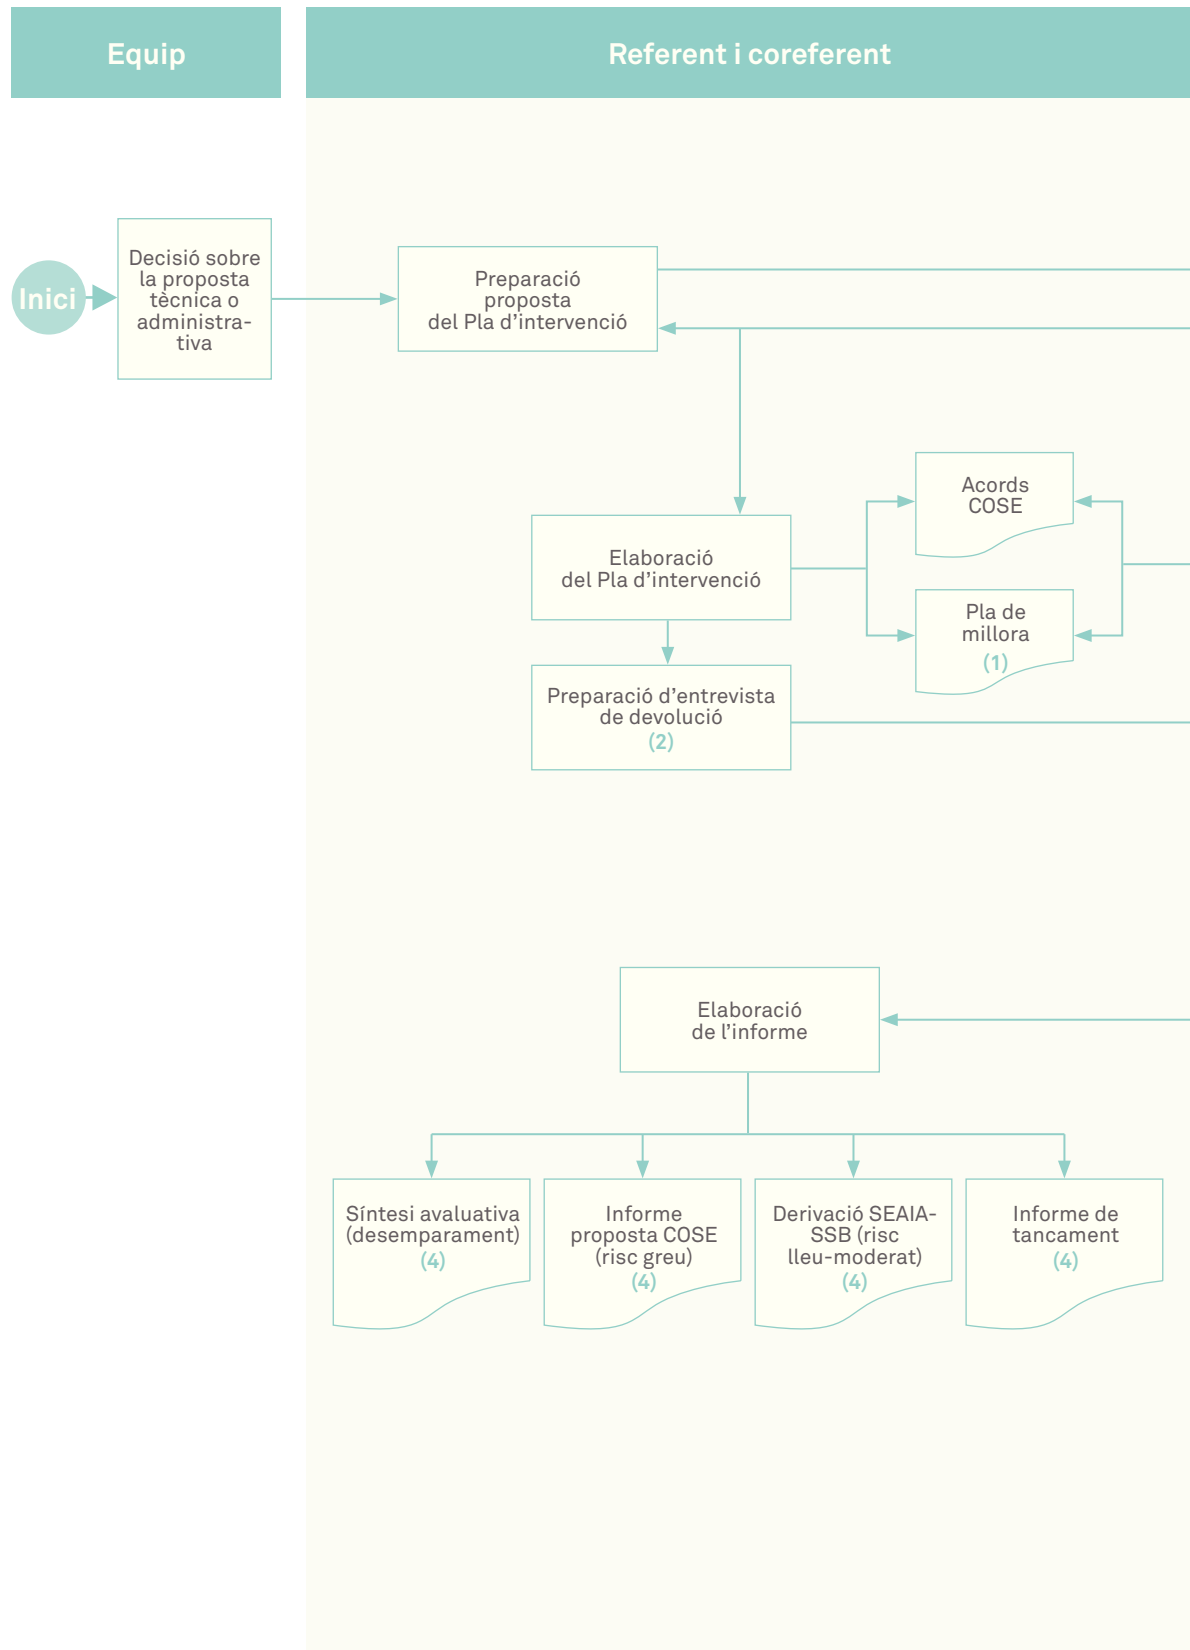 Equip
Referent i coreferent
Inici
Decisió sobre
la proposta
tècnica o
administra-
tiva
Preparació
proposta
del Pla d’intervenció
Acords
COSE
Elaboració
del Pla d’intervenció
Pla de
millora
(1)
Preparació d’entrevista
de devolució
(2)
Elaboració
de l’informe
Síntesi avaluativa
(desemparament)
(4)
Informe
proposta COSE
(risc greu)
(4)
Derivació SEAIA-
SSB (risc
lleu-moderat)
(4)
Informe de
tancament
(4)